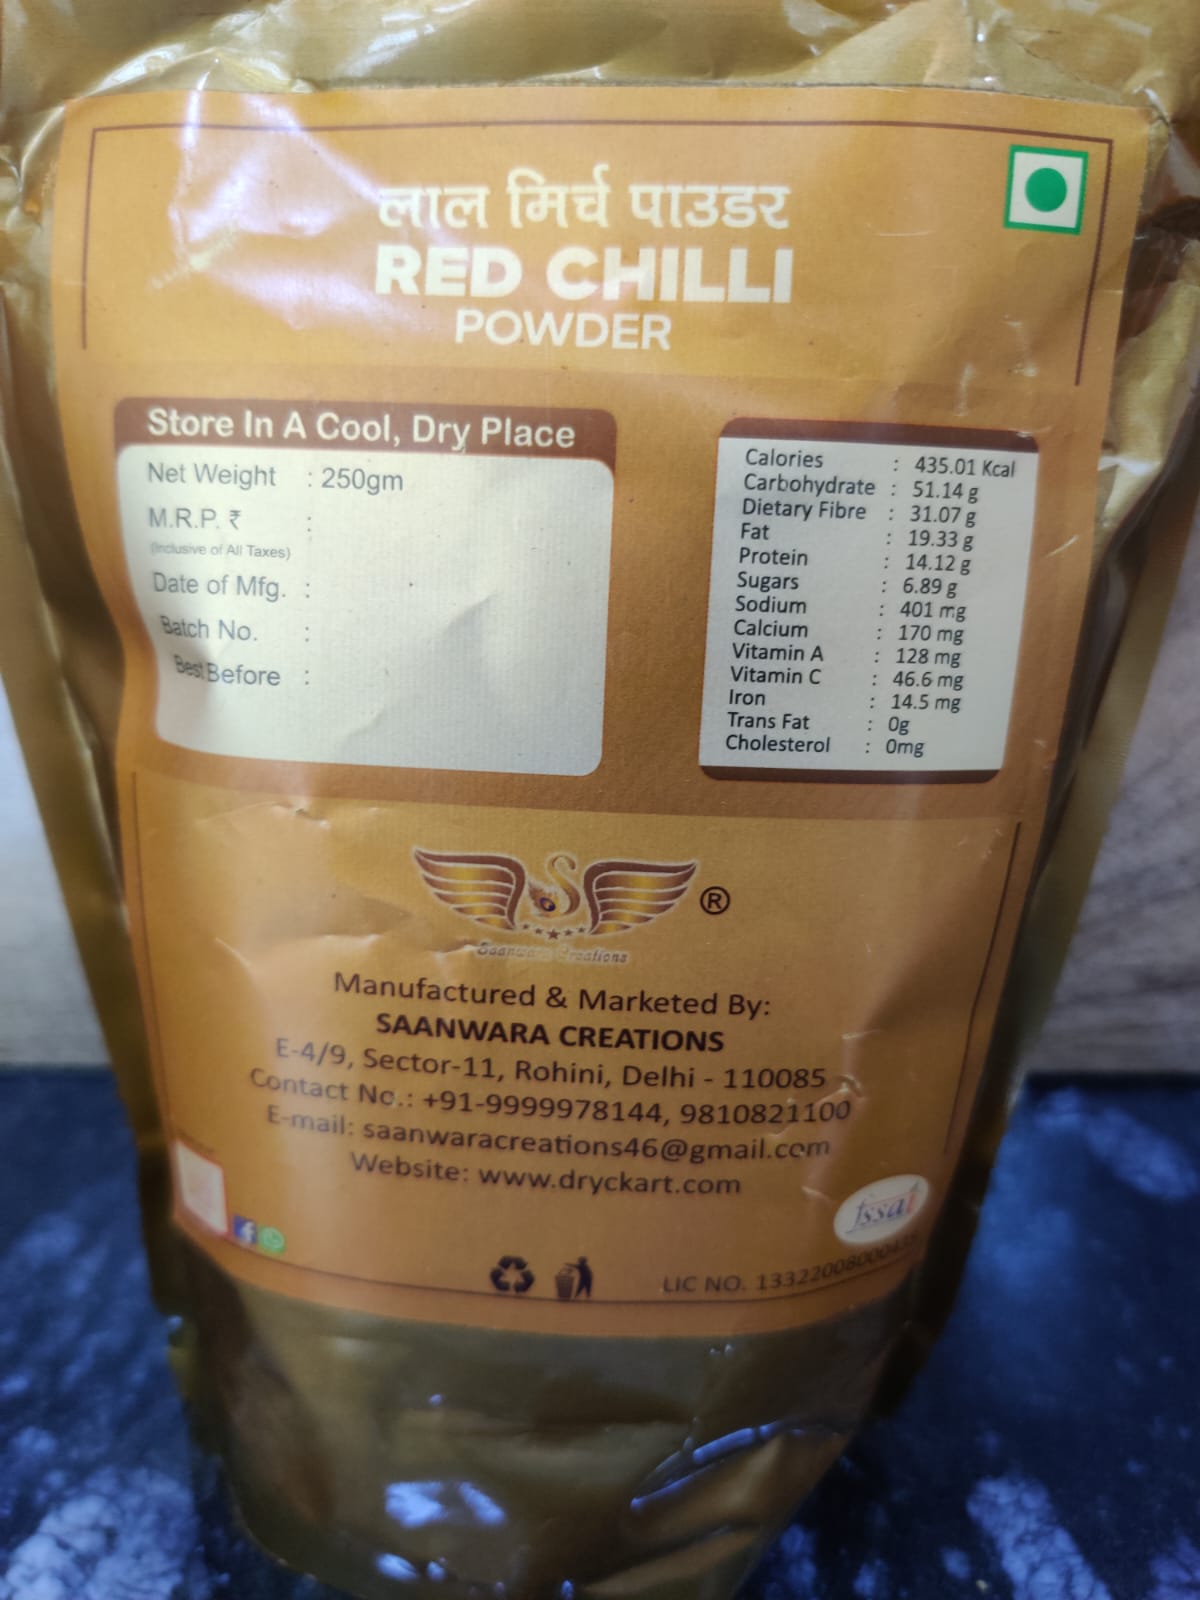 लाल मिर्च पाउडर
RED CHILLI
POWDER
Store In A Cool, Dry Place
Net Weight : 250gm
M.R.P. ₹ :
(Inclusive of All Taxes)
Date of Mfg. :
Batch No. :
Best Before :
Calories : 435.01 Kcal
Carbohydrate : 51.14 g
Dietary Fibre : 31.07 g
Fat : 19.33 g
Protein : 14.12 g
Sugars : 6.89 g
Sodium : 401 mg
Calcium : 170 mg
Vitamin A : 128 mg
Vitamin C : 46.6 mg
Iron : 14.5 mg
Trans Fat : 0g
Cholesterol : 0mg
®
Saanwara Creations
Manufactured & Marketed By:
SAANWARA CREATIONS
E-4/9, Sector-11, Rohini, Delhi - 110085
Contact No.: +91-9999978144, 9810821100
E-mail: saanwaracreations46@gmail.com
Website: www.dryckart.com
fssai
LIC NO.